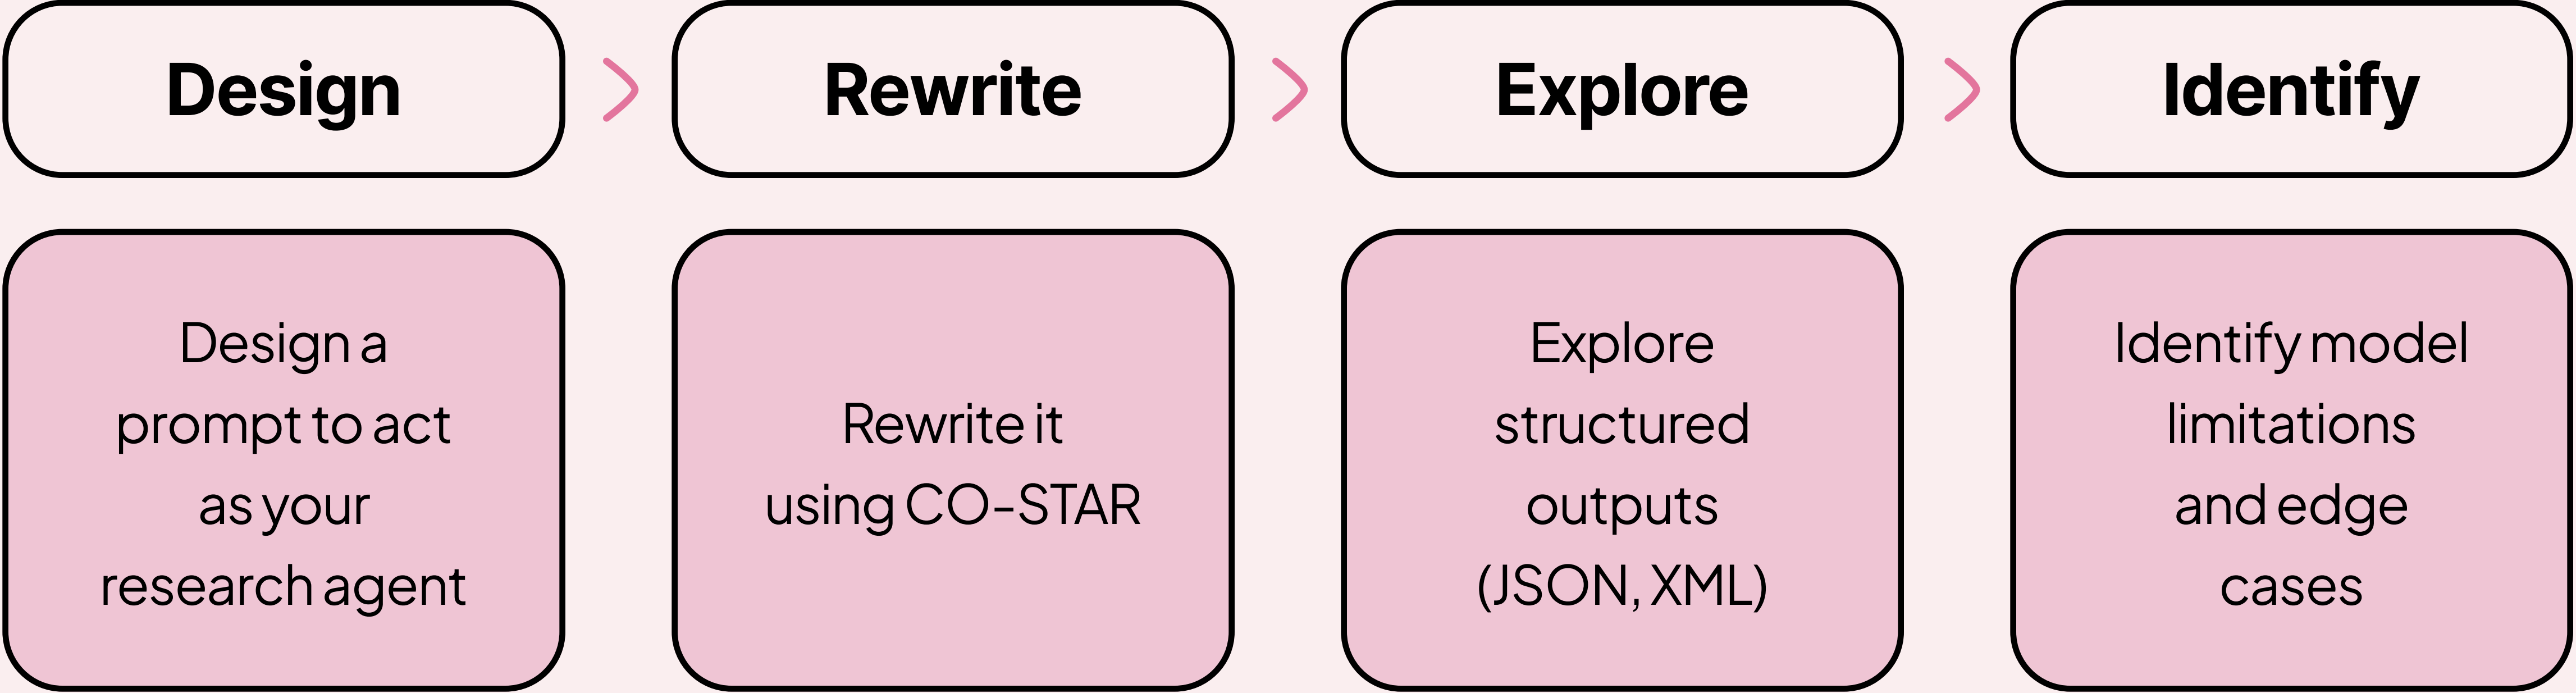 Design
Rewrite
Explore
Identify
Design a
prompt to act
as your
research agent
Rewrite it
using CO-STAR
Explore
structured
outputs
(JSON, XML)
Identify model
limitations
and edge
cases